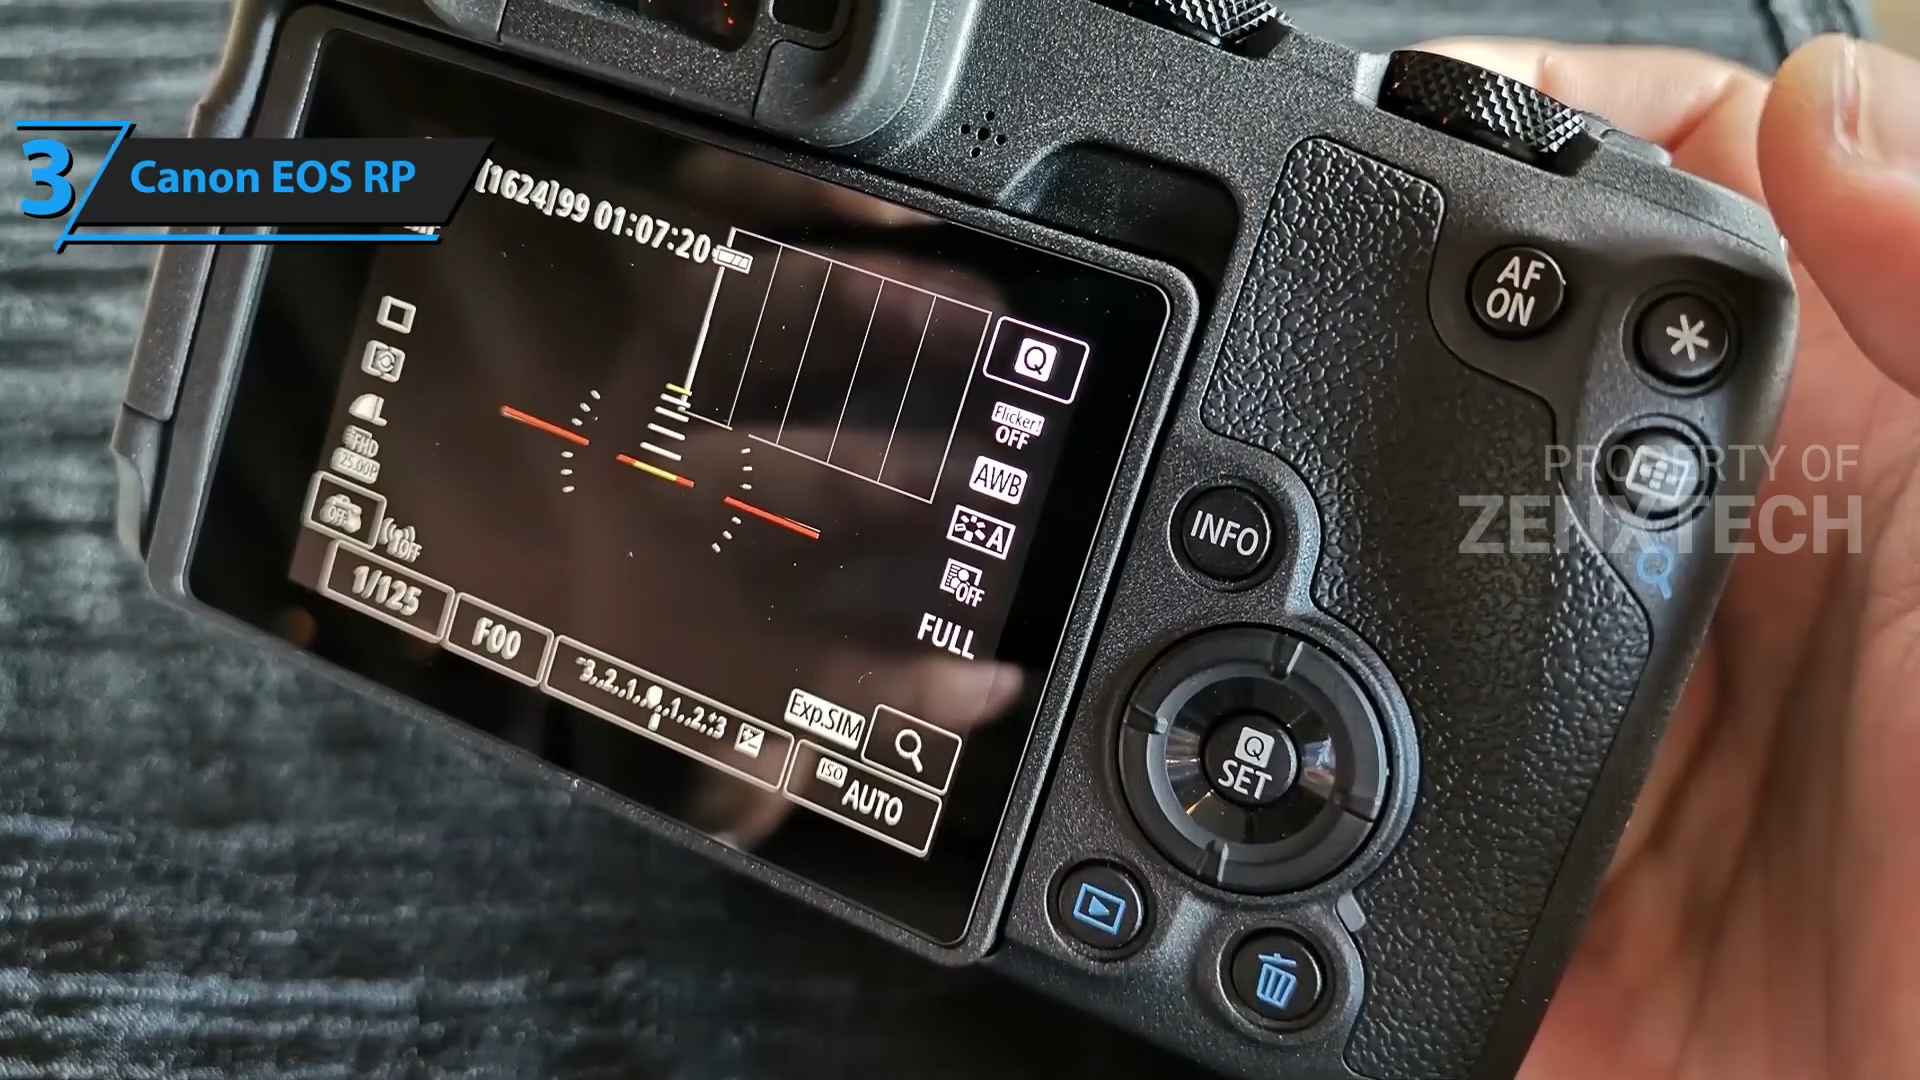 3
Canon EOS RP
[1624]99 01:07:20
Q
Flicker!
OFF
AWB
A
OFF
FULL
FHD
25.00P
OFF
OFF
1/125
F00
-3..2..1..0..1..2..+3
Exp.SIM
ISO
AUTO
AF
ON
*
INFO
Q
SET
PROPERTY OF
ZENXTECH